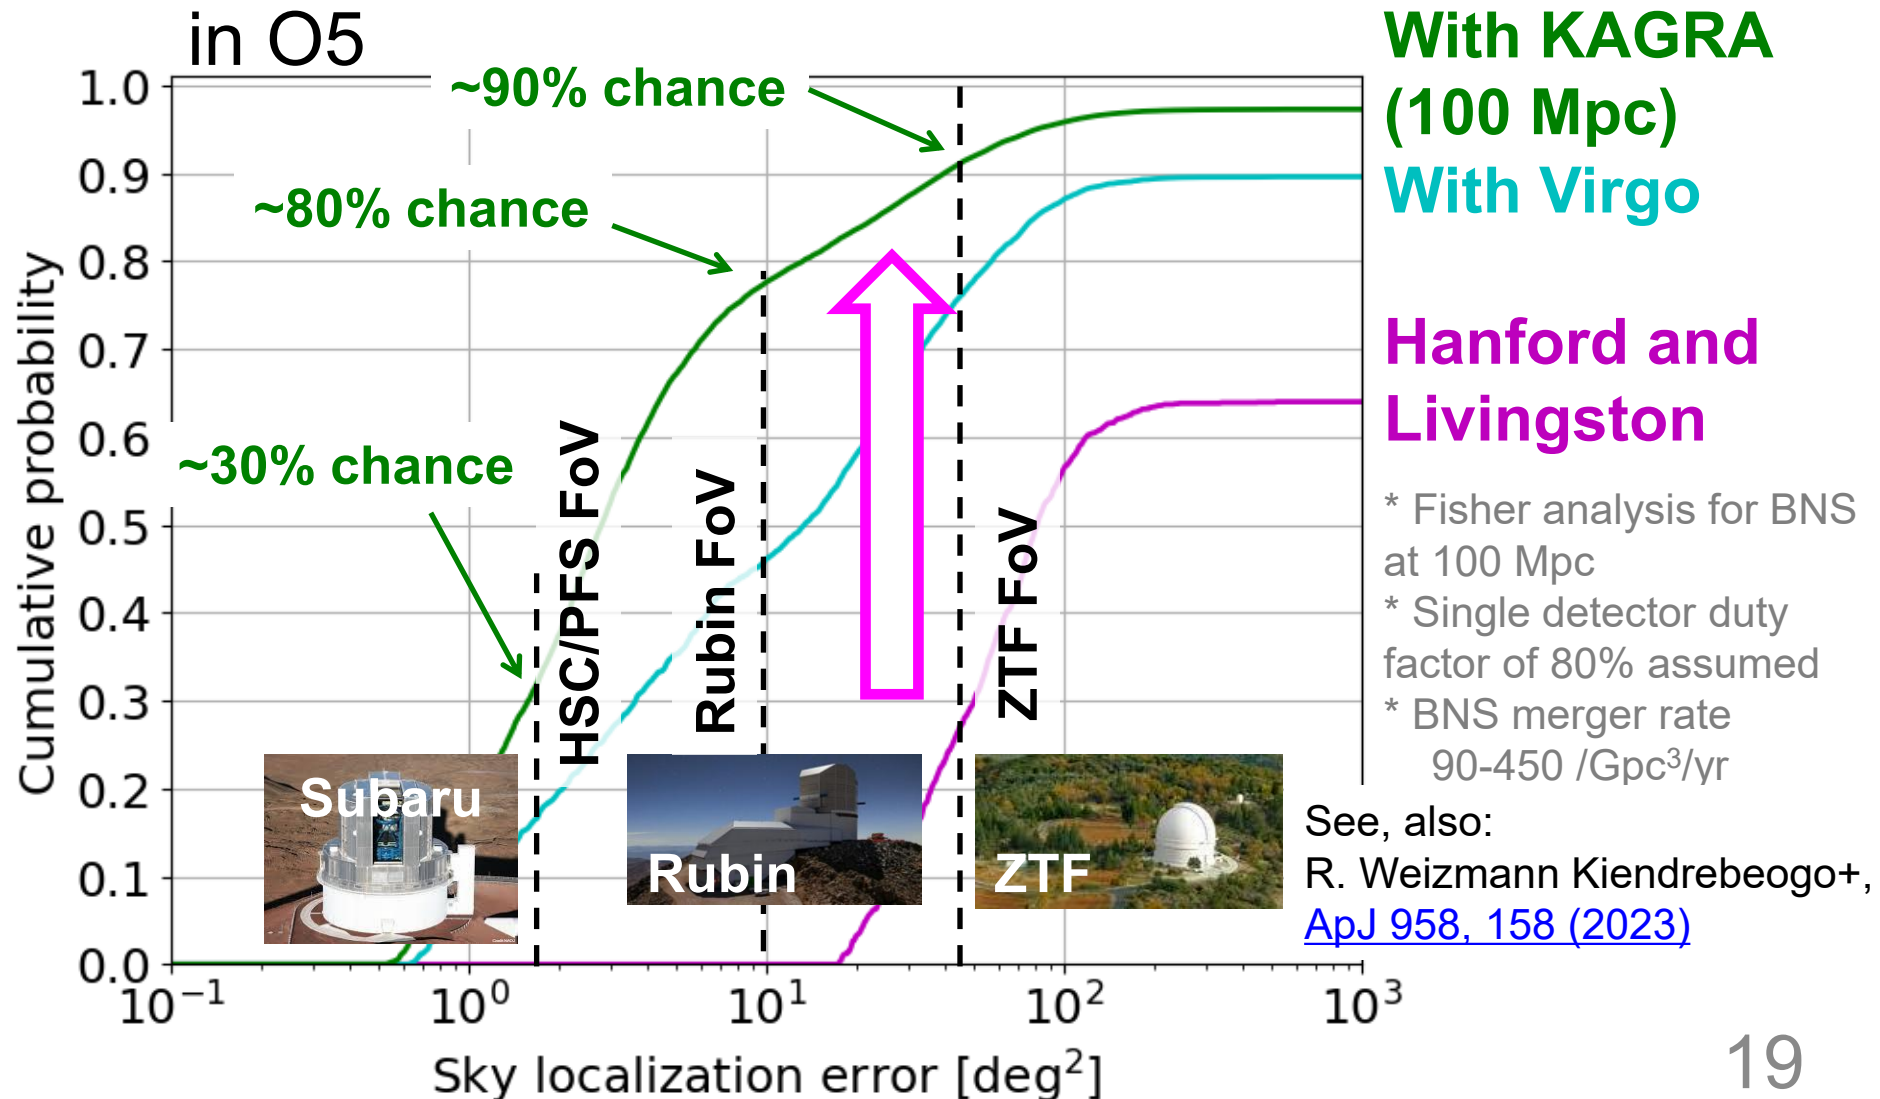 in O5
~90% chance
~80% chance
~30% chance
1.0
0.9
0.8
0.7
0.6
0.5
0.4
0.3
0.2
0.1
0.0
Cumulative probability
HSC/PFS FoV
Rubin FoV
ZTF FoV
Subaru
Rubin
ZTF
10⁻¹
10⁰
10¹
10²
10³
Sky localization error [deg²]
With KAGRA
(100 Mpc)
With Virgo
Hanford and
Livingston
* Fisher analysis for BNS
at 100 Mpc
* Single detector duty
factor of 80% assumed
* BNS merger rate
90-450 /Gpc³/yr
See, also:
R. Weizmann Kiendrebeogo+,
ApJ 958, 158 (2023)
19